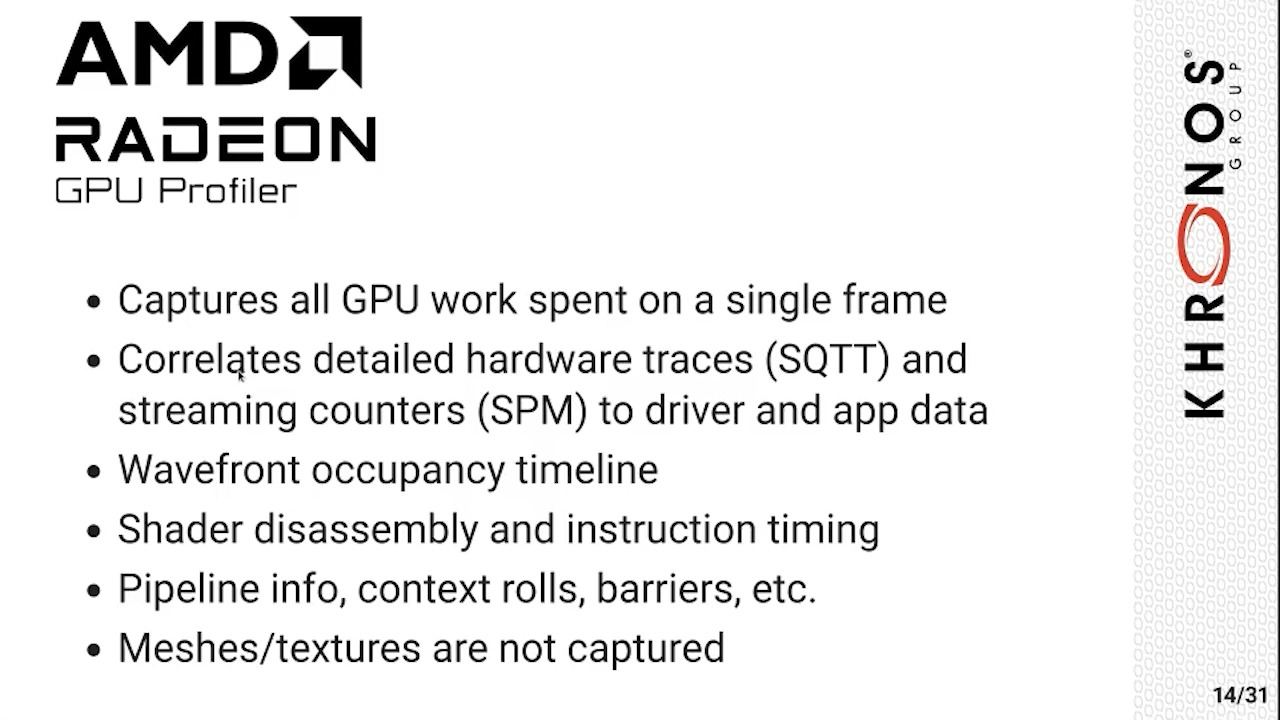 AMD
RADEON
GPU Profiler
• Captures all GPU work spent on a single frame
• Correlates detailed hardware traces (SQTT) and
streaming counters (SPM) to driver and app data
• Wavefront occupancy timeline
• Shader disassembly and instruction timing
• Pipeline info, context rolls, barriers, etc.
• Meshes/textures are not captured
KHRONOS®
GROUP
14/31